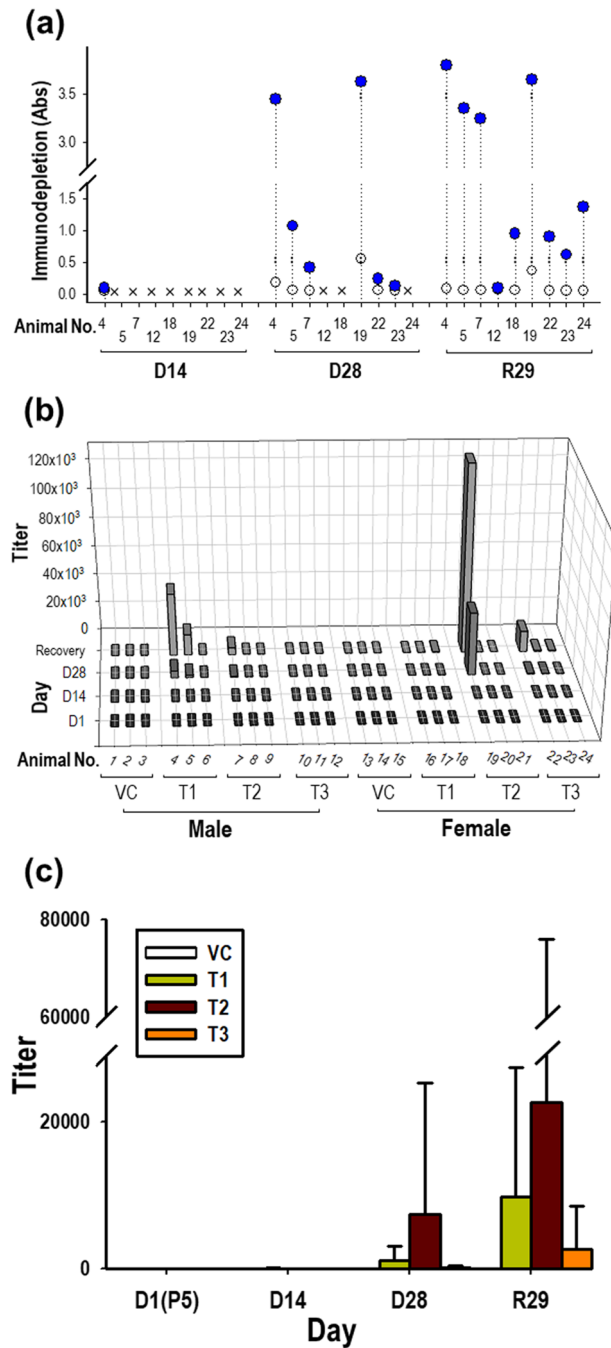 (a)
Immunodepletion (Abs)
3.5
3.0
1.5
1.0
0.5
0.0
Animal No.
4 7 18 22 24 4 7 18 22 24 4 7 18 22 24
5 12 19 23 5 12 19 23 5 12 19 23
D14 D28 R29
(b)
Titer
120x10³
100x10³
80x10³
60x10³
40x10³
20x10³
0
Recovery
D28
D14
D1
Day
Animal No. 1 2 3 4 5 6 7 8 9 10 11 12 13 14 15 16 17 18 19 20 21 22 23 24
VC T1 T2 T3 VC T1 T2 T3
Male Female
(c)
Titer
80000
60000
20000
0
VC
T1
T2
T3
D1(P5) D14 D28 R29
Day